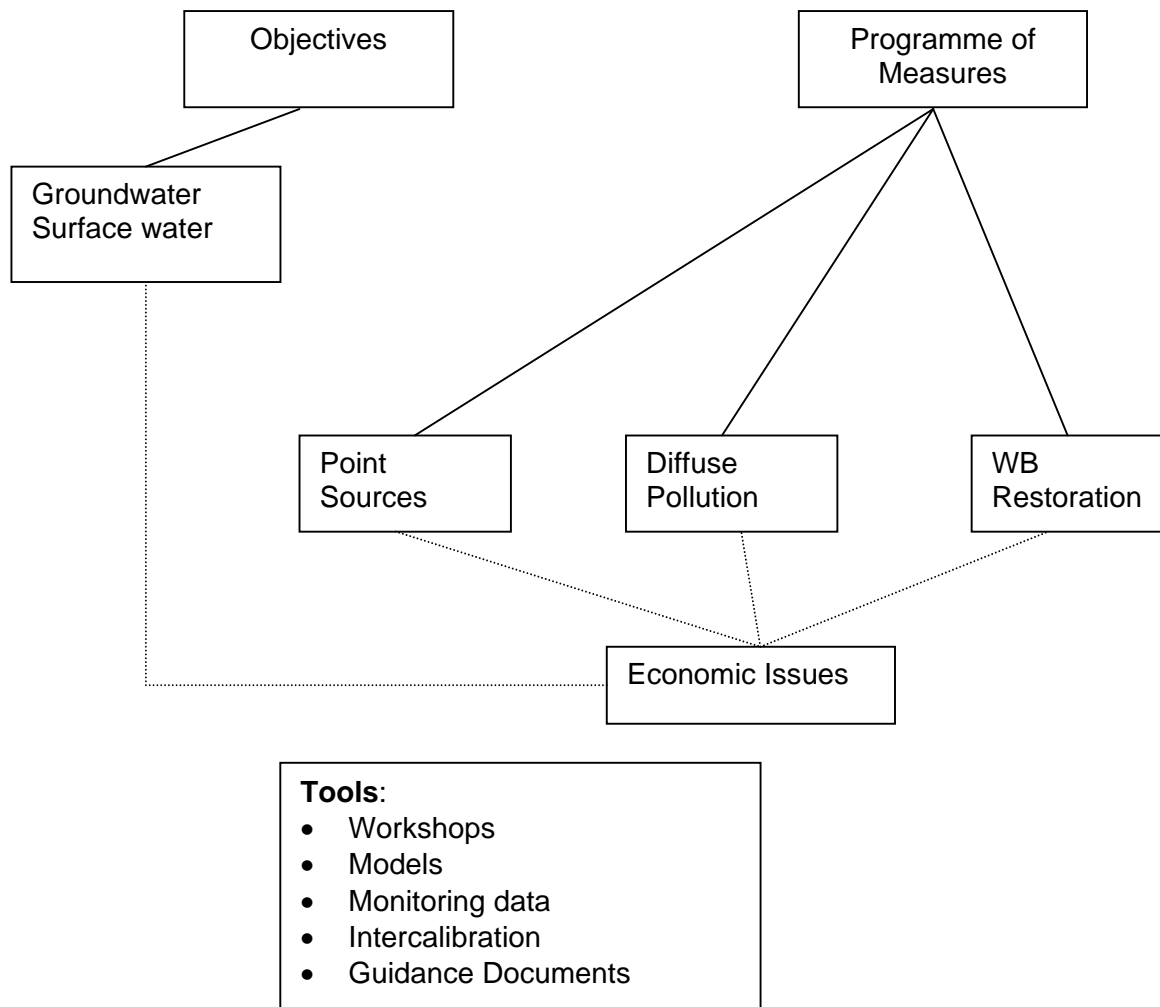 Objectives
Programme of
Measures
Groundwater
Surface water
Point
Sources
Diffuse
Pollution
WB
Restoration
Economic Issues
Tools:
• Workshops
• Models
• Monitoring data
• Intercalibration
• Guidance Documents